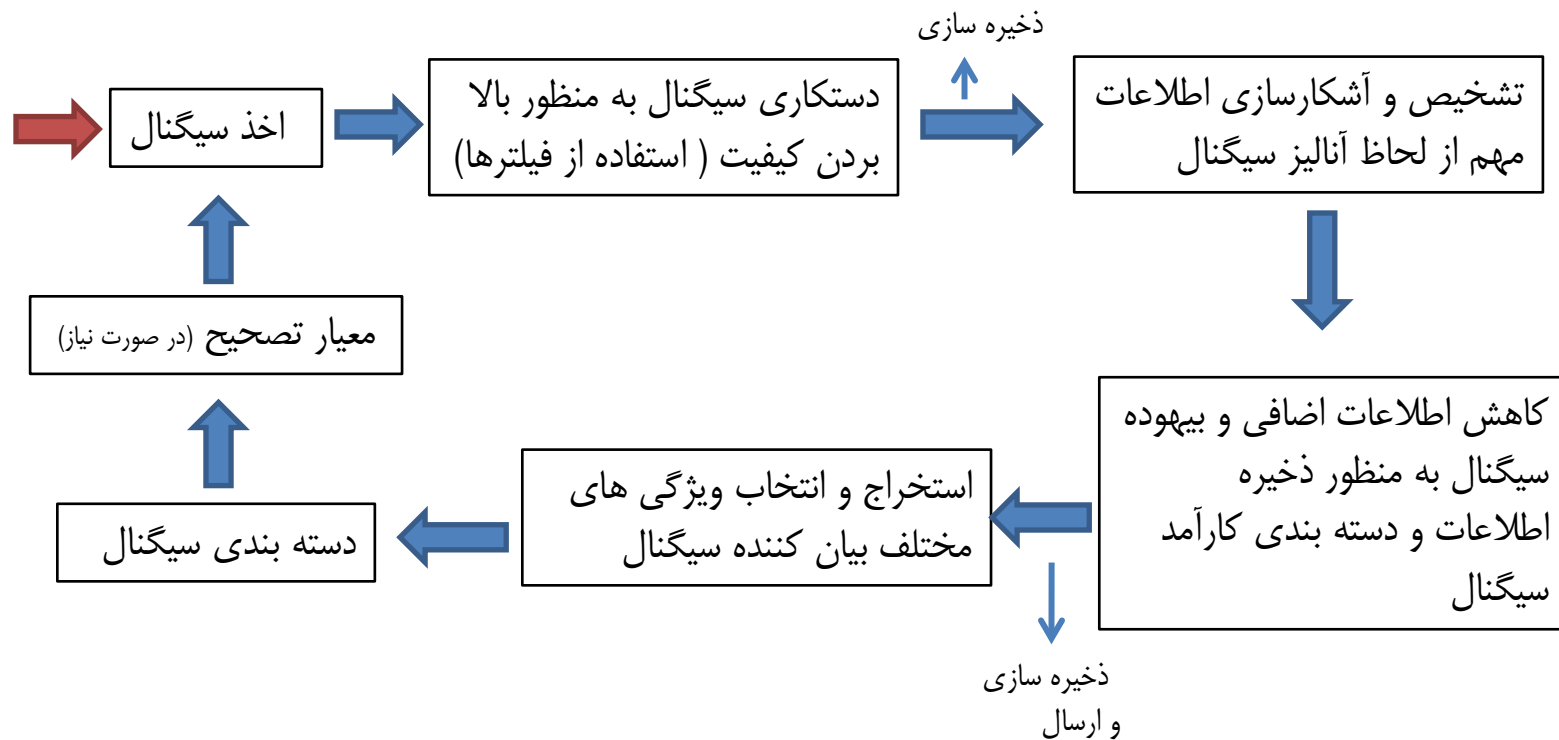 اخذ سیگنال
دستکاری سیگنال به منظور بالا
بردن کیفیت ( استفاده از فیلترها)
ذخیره سازی
تشخیص و آشکارسازی اطلاعات
مهم از لحاظ آنالیز سیگنال
کاهش اطلاعات اضافی و بیهوده
سیگنال به منظور ذخیره
اطلاعات و دسته بندی کارآمد
سیگنال
ذخیره سازی
و ارسال
استخراج و انتخاب ویژگی های
مختلف بیان کننده سیگنال
دسته بندی سیگنال
معیار تصحیح (در صورت نیاز)